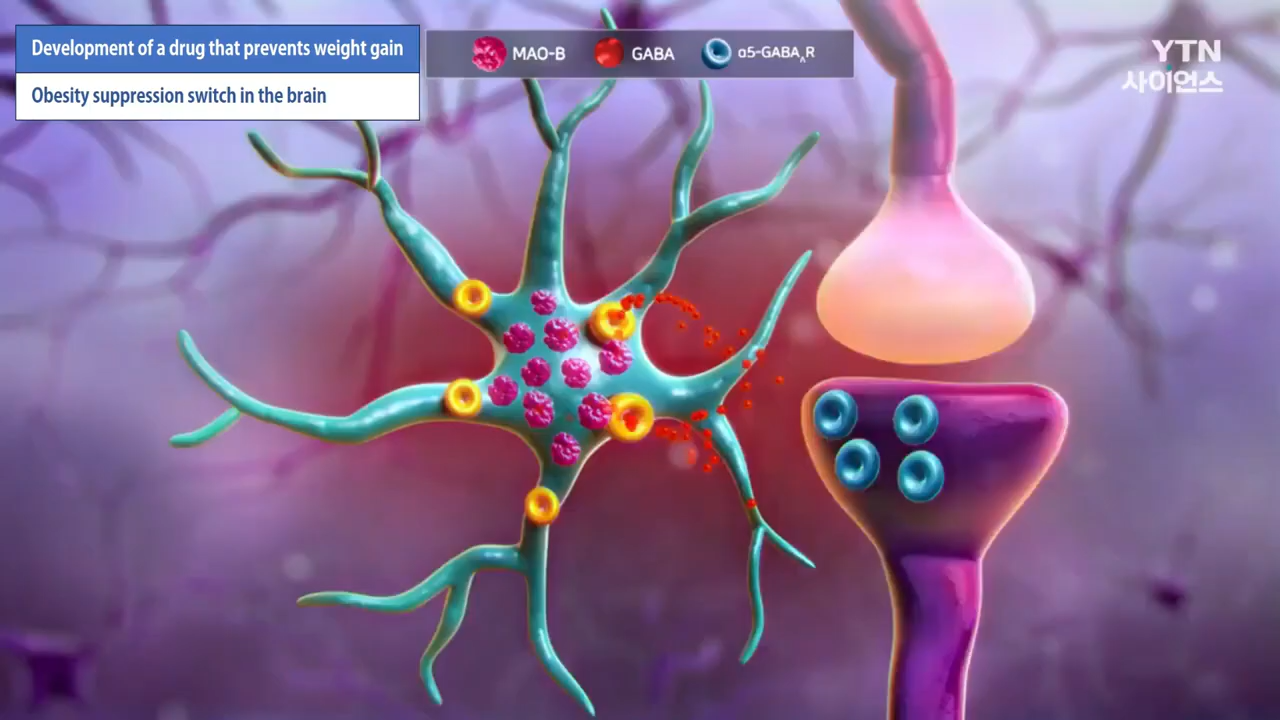 Development of a drug that prevents weight gain
Obesity suppression switch in the brain
MAO-B GABA α5-GABAAR
YTN
사이언스